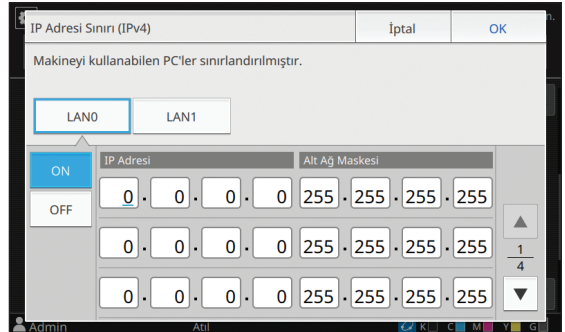 n.
IP Adresi Sınırı (IPv4) İptal OK
Makineyi kullanabilen PC'ler sınırlandırılmıştır.
LAN0 LAN1
IP Adresi Alt Ağ Maskesi
ON
OFF
0. 0. 0. 0 255. 255. 255. 255
0. 0. 0. 0 255. 255. 255. 255
0. 0. 0. 0 255. 255. 255. 255
1
4
Admin Atıl K C M Y G